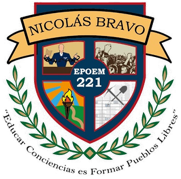 NICOLÁS BRAVO
EPOEM
221
"Educar Conciencias es Formar Pueblos Libres"